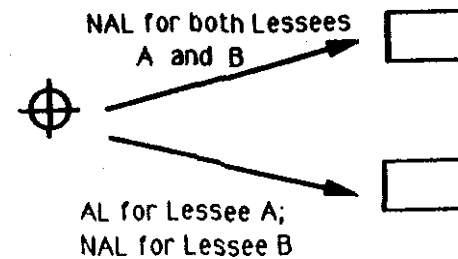 NAL for both Lessees
A and B
AL for Lessee A;
NAL for Lessee B